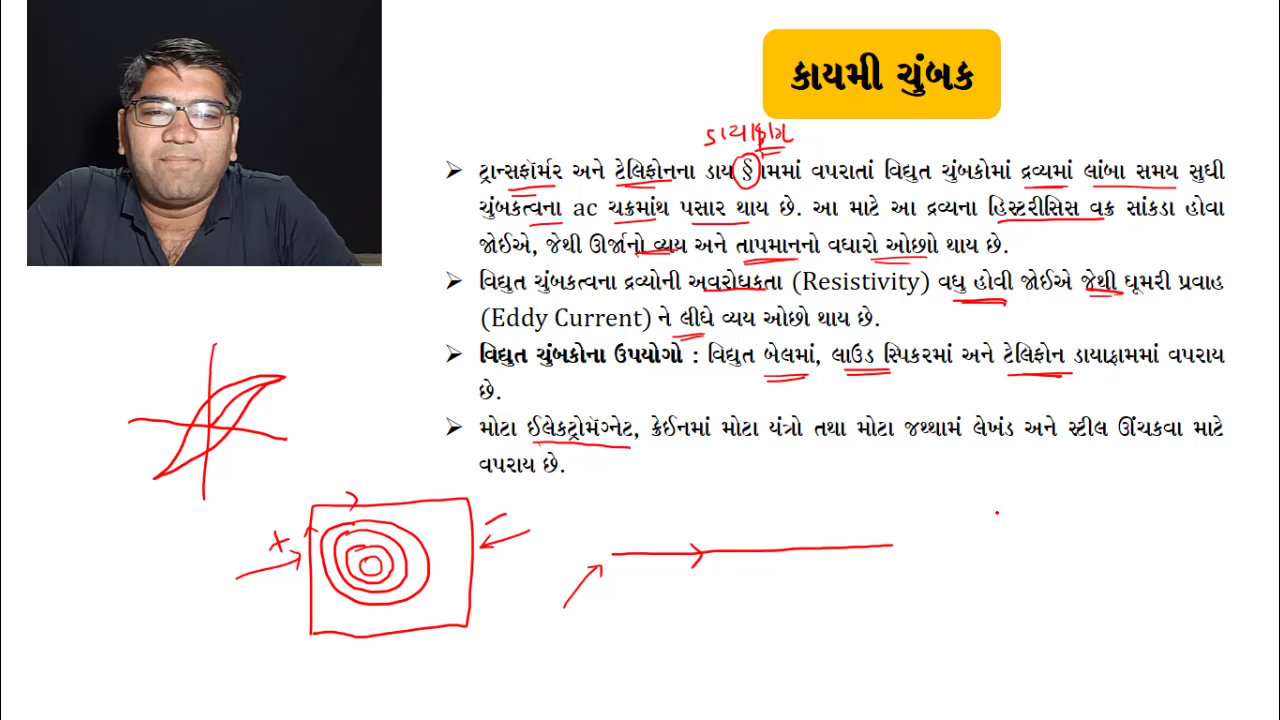 કાયમી ચુંબક
ડાયાફ્રામ
➢ ટ્રાન્સફૉર્મર અને ટેલિફોનના ડાય §ામમાં વપરાતાં વિદ્યુત ચુંબકોમાં દ્રવ્યમાં લાંબા સમય સુધી
ચુંબકત્વના ac ચક્રમાંથ પસાર થાય છે. આ માટે આ દ્રવ્યના હિસ્ટરીસિસ વક્ર સાંકડા હોવા
જોઈએ, જેથી ઊર્જાનો વ્યય અને તાપમાનનો વધારો ઓછો થાય છે.
➢ વિદ્યુત ચુંબકત્વના દ્રવ્યોની અવરોધકતા (Resistivity) વધુ હોવી જોઈએ જેથી ઘૂમરી પ્રવાહ
(Eddy Current) ને લીધે વ્યય ઓછો થાય છે.
➢ વિદ્યુત ચુંબકોના ઉપયોગો : વિદ્યુત બેલમાં, લાઉડ સ્પિકરમાં અને ટેલિફોન ડાયાફ્રામમાં વપરાય
છે.
➢ મોટા ઈલેકટ્રોમૅગ્નેટ, ક્રેઈનમાં મોટા યંત્રો તથા મોટા જથ્થામં લેખંડ અને સ્ટીલ ઊંચકવા માટે
વપરાય છે.
+ −